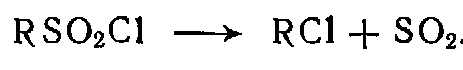 RSO₂Cl ⟶ RCl + SO₂.